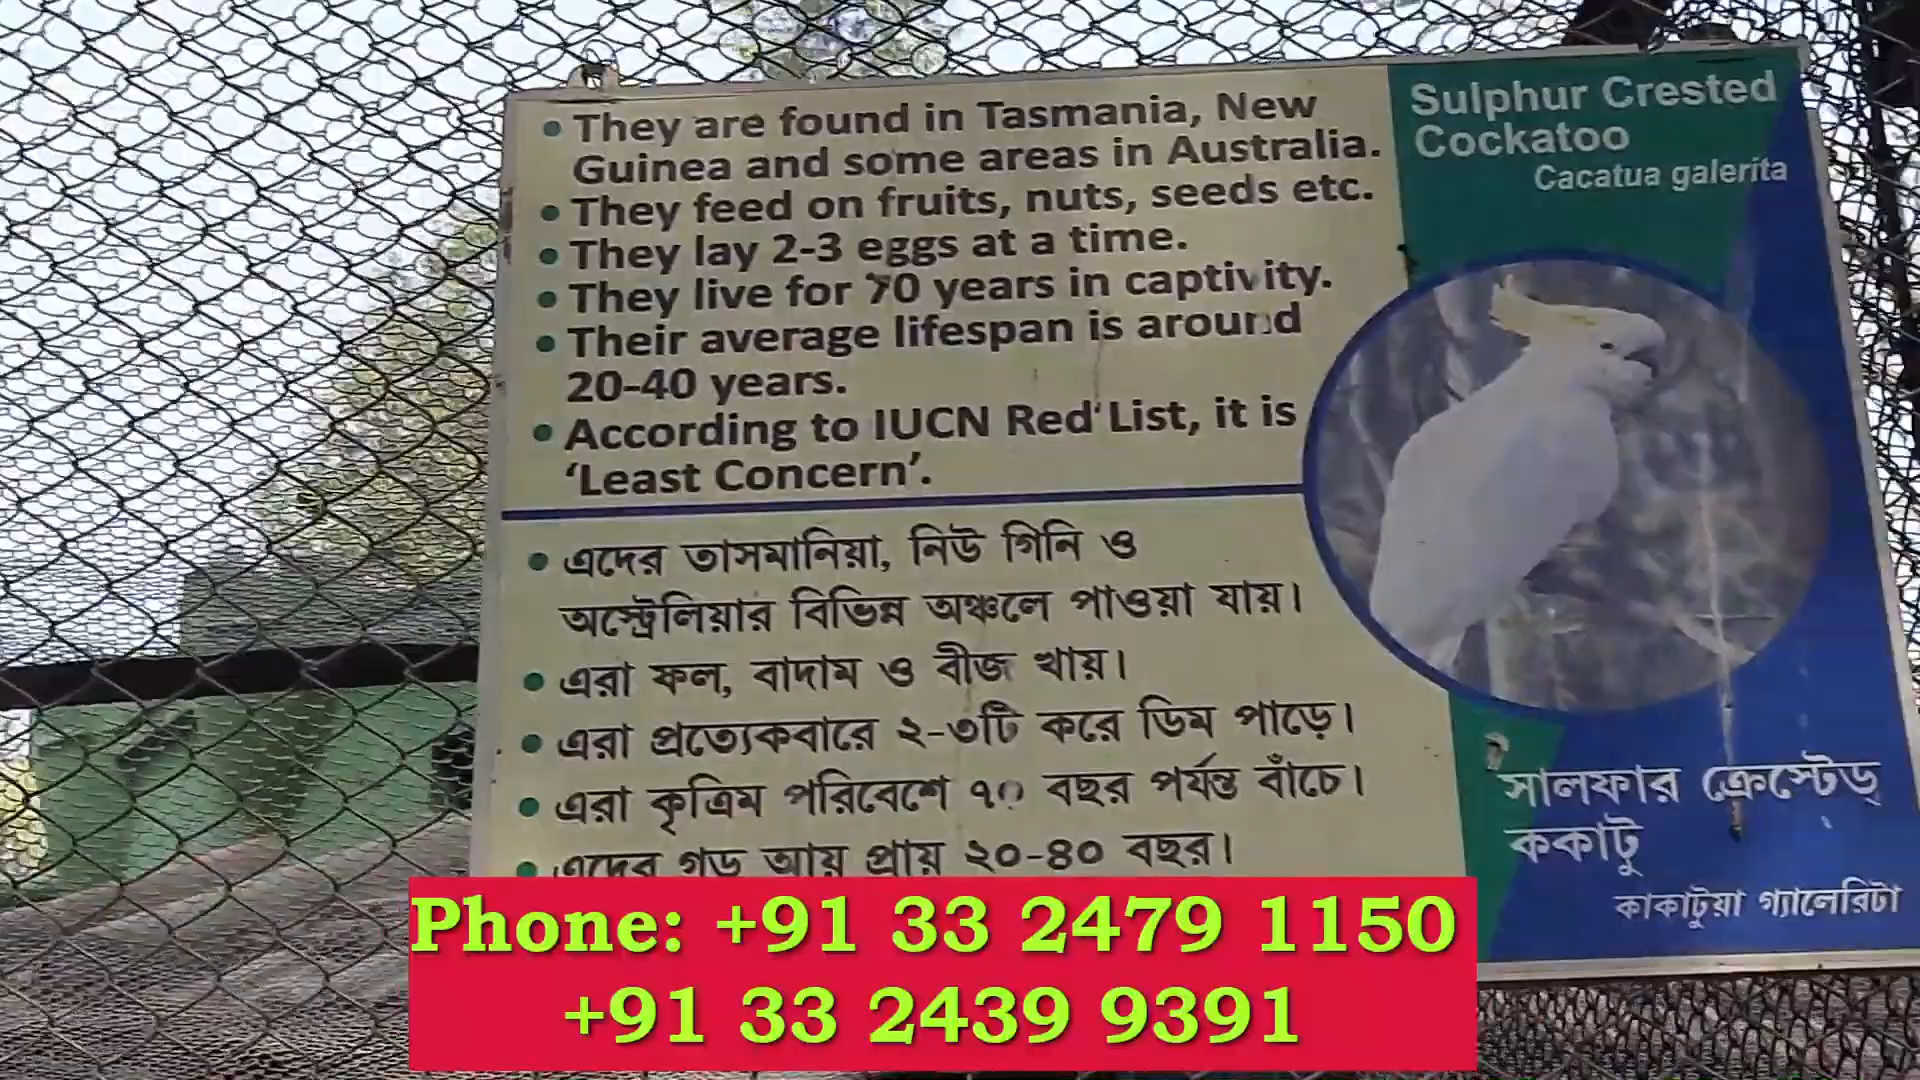 Sulphur Crested
Cockatoo
Cacatua galerita
• They are found in Tasmania, New
Guinea and some areas in Australia.
• They feed on fruits, nuts, seeds etc.
• They lay 2-3 eggs at a time.
• They live for 70 years in captivity.
• Their average lifespan is around
20-40 years.
• According to IUCN Red List, it is
‘Least Concern’.
• এদের তাসমানিয়া, নিউ গিনি ও
অস্ট্রেলিয়ার বিভিন্ন অঞ্চলে পাওয়া যায়।
• এরা ফল, বাদাম ও বীজ খায়।
• এরা প্রত্যেকবারে ২-৩টি করে ডিম পাড়ে।
• এরা কৃত্রিম পরিবেশে ৭০ বছর পর্যন্ত বাঁচে।
• এদের গড় আয়ু প্রায় ২০-৪০ বছর।
সালফার ক্রেস্টেড্
ককাটু
কাকাটুয়া গ্যালেরিটা
Phone: +91 33 2479 1150
+91 33 2439 9391